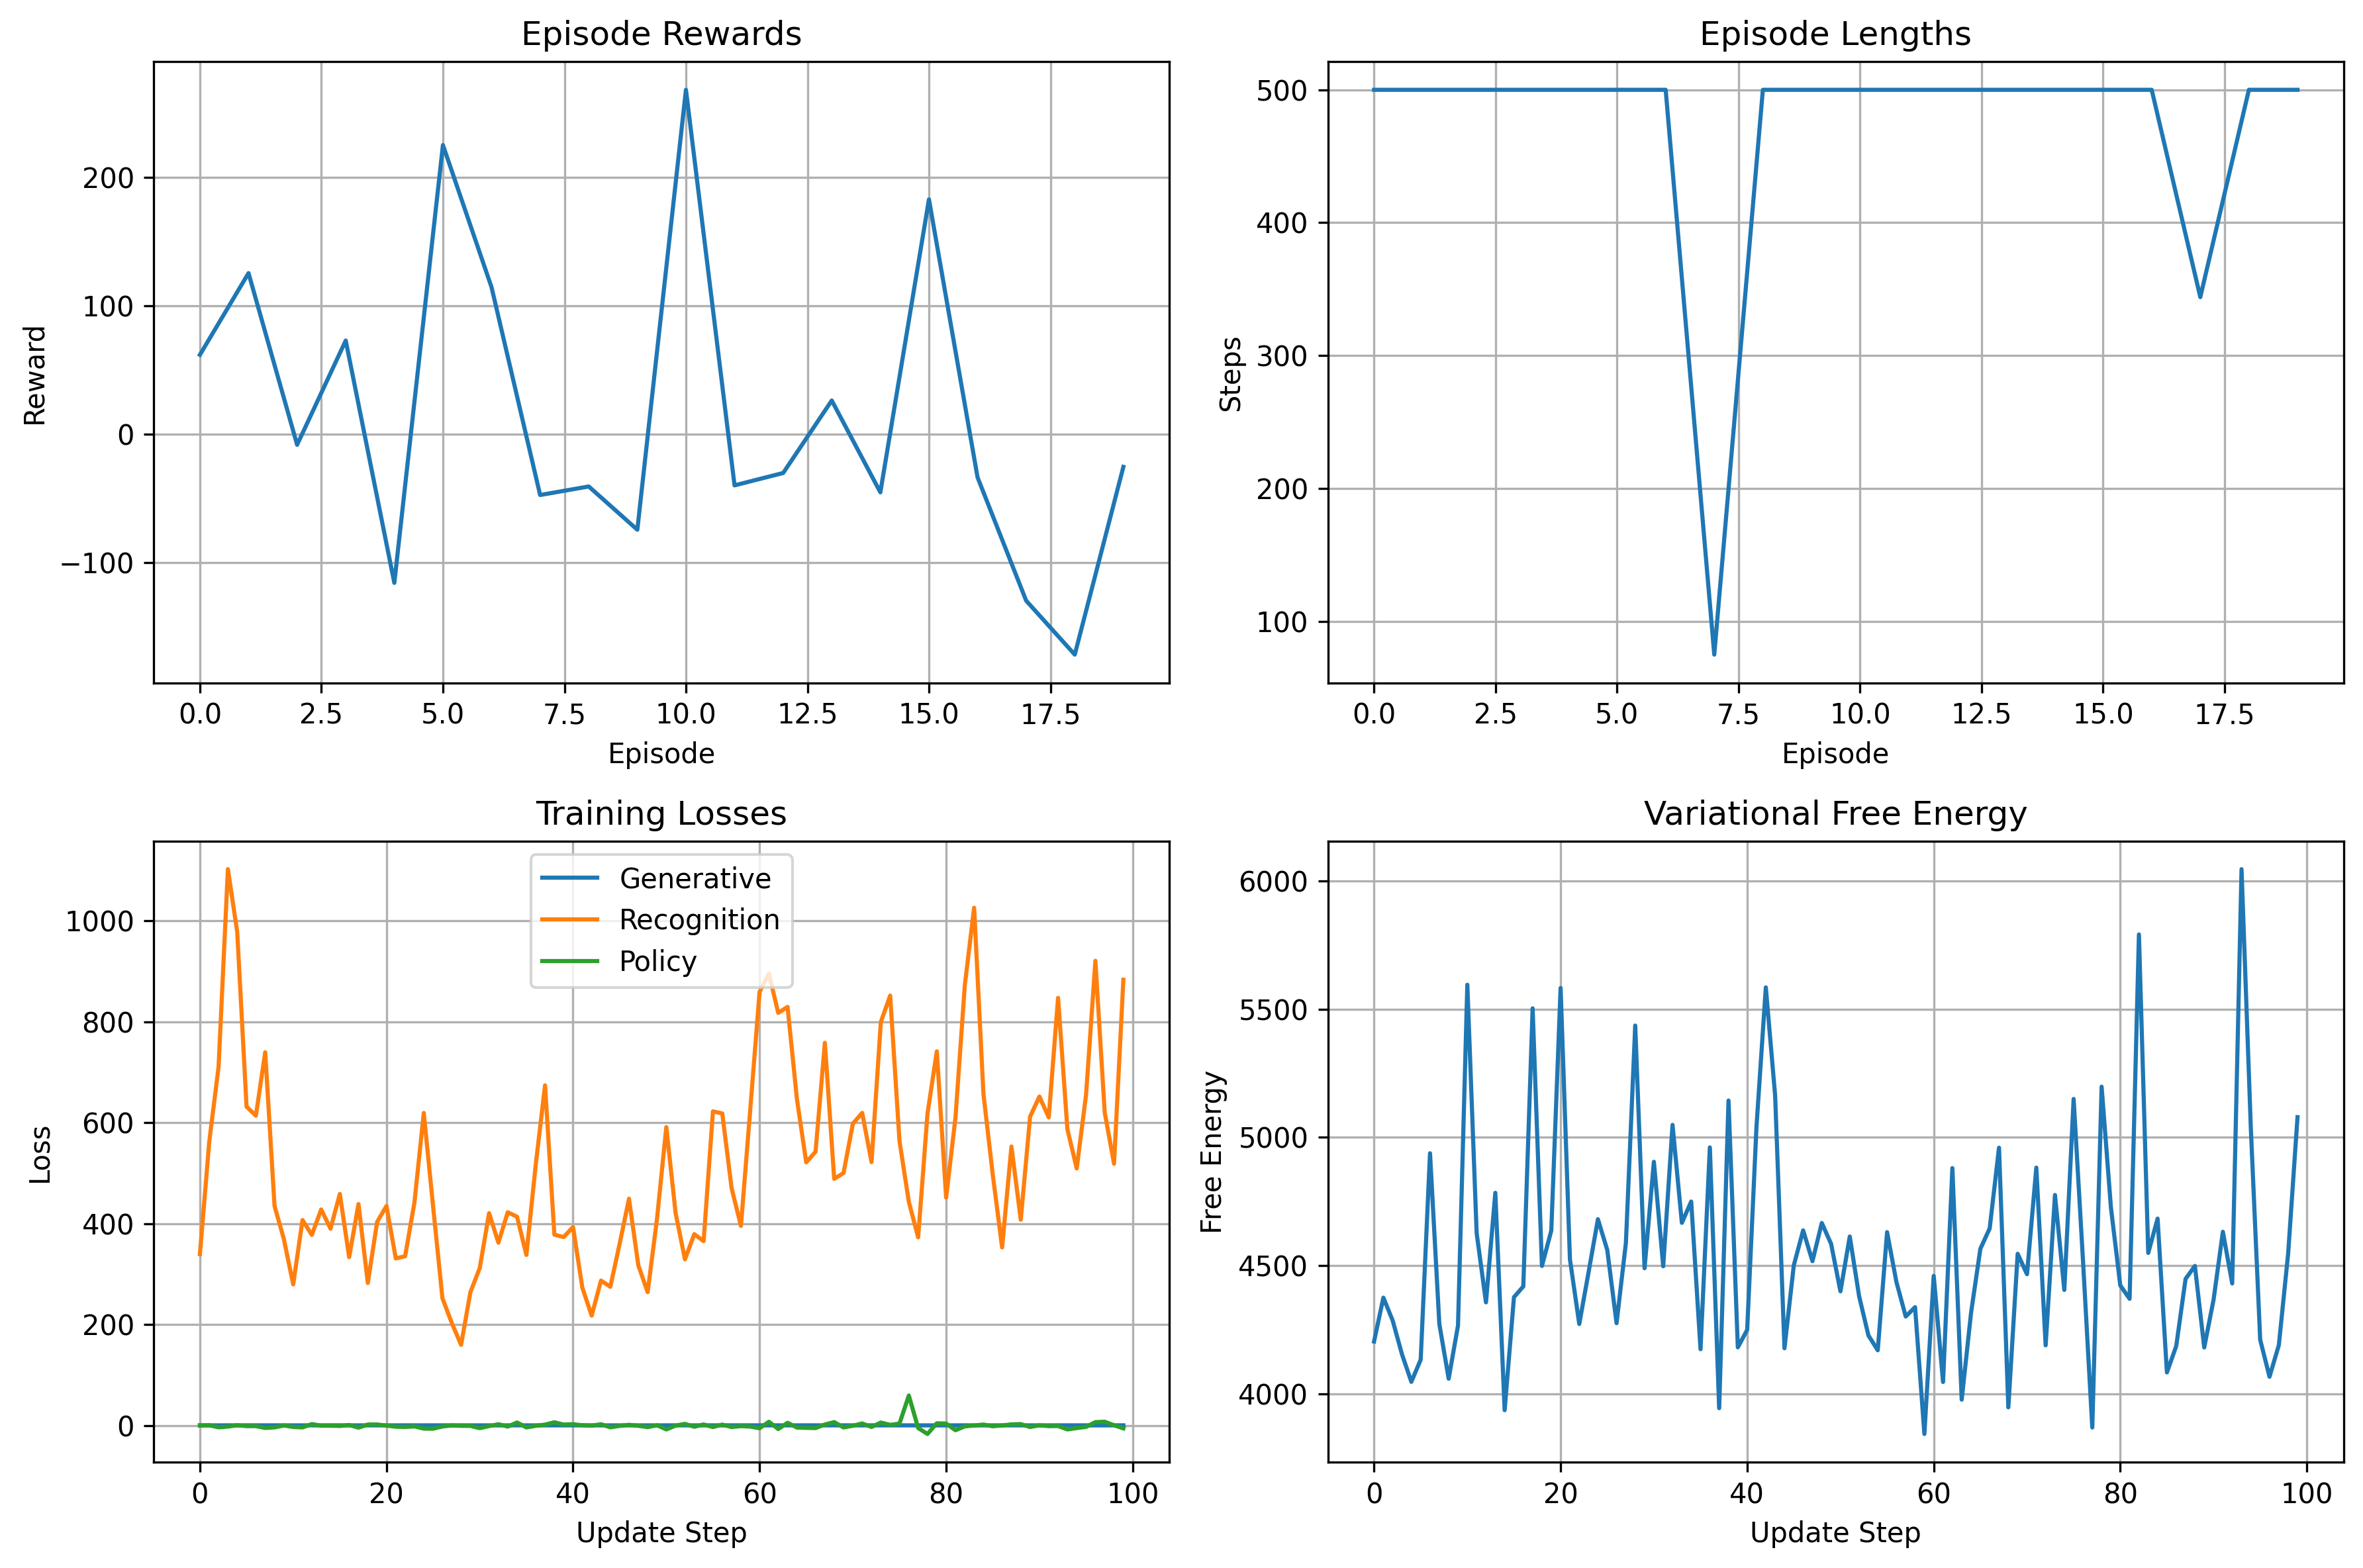 Episode Rewards
Reward
200
100
0
−100
0.0 2.5 5.0 7.5 10.0 12.5 15.0 17.5
Episode
Episode Lengths
Steps
500
400
300
200
100
0.0 2.5 5.0 7.5 10.0 12.5 15.0 17.5
Episode
Training Losses
Loss
1000
800
600
400
200
0
Generative
Recognition
Policy
0 20 40 60 80 100
Update Step
Variational Free Energy
Free Energy
6000
5500
5000
4500
4000
0 20 40 60 80 100
Update Step